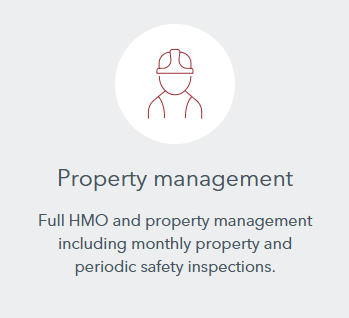 Property management
Full HMO and property management
including monthly property and
periodic safety inspections.